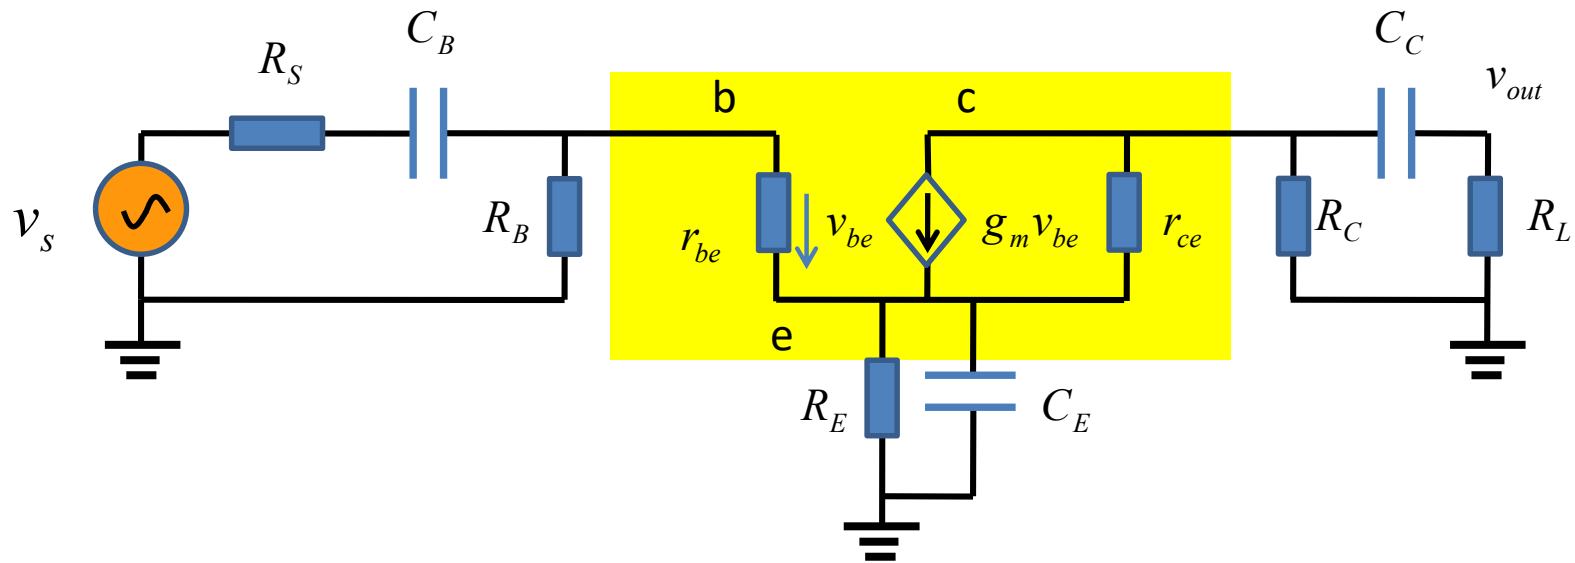 C_B
C_C
R_S
v_out
b
c
v_s
R_B
r_be
v_be
g_m v_be
r_ce
R_C
R_L
e
R_E
C_E